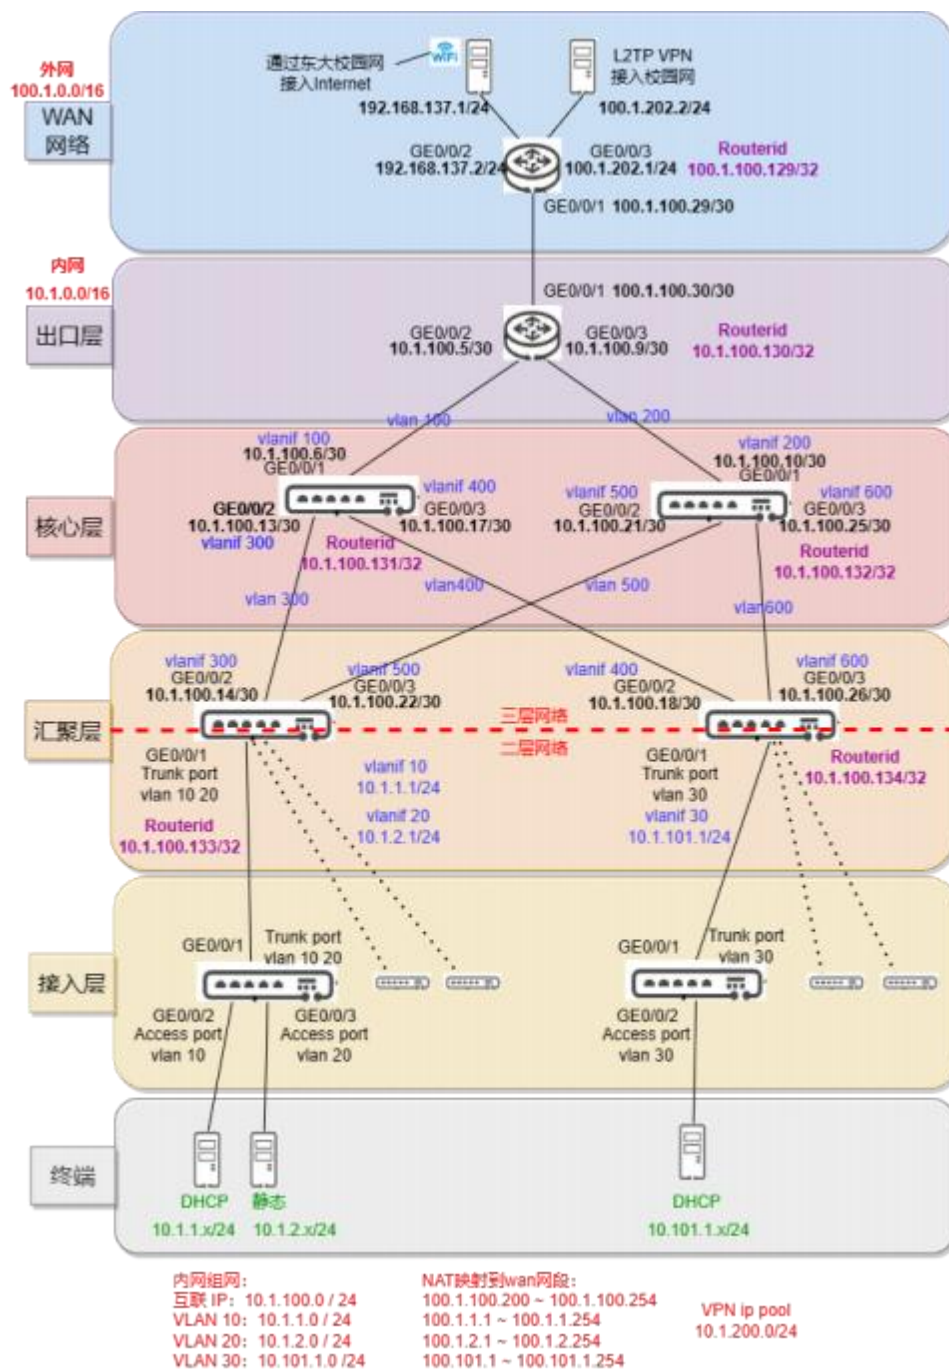 外网
100.1.0.0/16
WAN
网络
通过东大校园网
接入Internet
WiFi
L2TP VPN
接入校园网
192.168.137.1/24
100.1.202.2/24
GE0/0/2
192.168.137.2/24
GE0/0/3
100.1.202.1/24
Routerid
100.1.100.129/32
GE0/0/1 100.1.100.29/30
内网
10.1.0.0/16
出口层
GE0/0/1 100.1.100.30/30
GE0/0/2
10.1.100.5/30
GE0/0/3
10.1.100.9/30
Routerid
10.1.100.130/32
vlan 100
vlan 200
核心层
vlanif 100
10.1.100.6/30
GE0/0/1
vlanif 200
10.1.100.10/30
GE0/0/1
GE0/0/2
10.1.100.13/30
vlanif 300
vlanif 400
GE0/0/3
10.1.100.17/30
vlanif 500
GE0/0/2
10.1.100.21/30
vlanif 600
GE0/0/3
10.1.100.25/30
Routerid
10.1.100.131/32
Routerid
10.1.100.132/32
vlan 300
vlan400
vlan 500
vlan600
汇聚层
vlanif 300
GE0/0/2
10.1.100.14/30
vlanif 500
GE0/0/3
10.1.100.22/30
vlanif 400
GE0/0/2
10.1.100.18/30
vlanif 600
GE0/0/3
10.1.100.26/30
三层网络
二层网络
GE0/0/1
Trunk port
vlan 10 20
Routerid
10.1.100.133/32
vlanif 10
10.1.1.1/24
vlanif 20
10.1.2.1/24
GE0/0/1
Trunk port
vlan 30
vlanif 30
10.1.101.1/24
Routerid
10.1.100.134/32
接入层
GE0/0/1
Trunk port
vlan 10 20
GE0/0/1
Trunk port
vlan 30
GE0/0/2
Access port
vlan 10
GE0/0/3
Access port
vlan 20
GE0/0/2
Access port
vlan 30
终端
DHCP
10.1.1.x/24
静态
10.1.2.x/24
DHCP
10.101.1.x/24
内网组网：
互联 IP：10.1.100.0 / 24
VLAN 10：10.1.1.0 / 24
VLAN 20：10.1.2.0 / 24
VLAN 30：10.101.1.0 /24
NAT映射到wan网段：
100.1.100.200 ~ 100.1.100.254
100.1.1.1 ~ 100.1.1.254
100.1.2.1 ~ 100.1.2.254
100.101.1 ~ 100.101.1.254
VPN ip pool
10.1.200.0/24